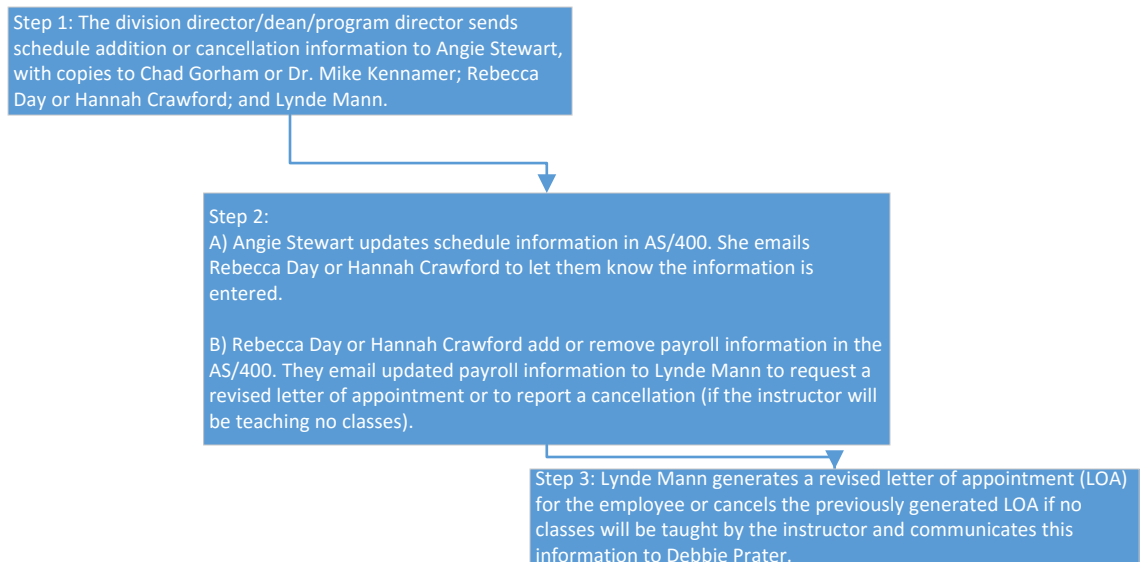 Step 1: The division director/dean/program director sends
schedule addition or cancellation information to Angie Stewart,
with copies to Chad Gorham or Dr. Mike Kennamer; Rebecca
Day or Hannah Crawford; and Lynde Mann.
Step 2:
A) Angie Stewart updates schedule information in AS/400. She emails
Rebecca Day or Hannah Crawford to let them know the information is
entered.
B) Rebecca Day or Hannah Crawford add or remove payroll information in the
AS/400. They email updated payroll information to Lynde Mann to request a
revised letter of appointment or to report a cancellation (if the instructor will
be teaching no classes).
Step 3: Lynde Mann generates a revised letter of appointment (LOA)
for the employee or cancels the previously generated LOA if no
classes will be taught by the instructor and communicates this
information to Debbie Prater.